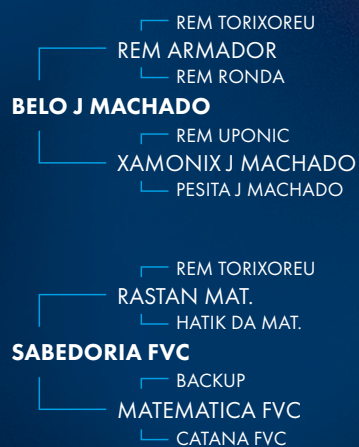 REM TORIXOREU
REM ARMADOR
REM RONDA
BELO J MACHADO
REM UPONIC
XAMONIX J MACHADO
PESITA J MACHADO
REM TORIXOREU
RASTAN MAT.
HATIK DA MAT.
SABEDORIA FVC
BACKUP
MATEMATICA FVC
CATANA FVC